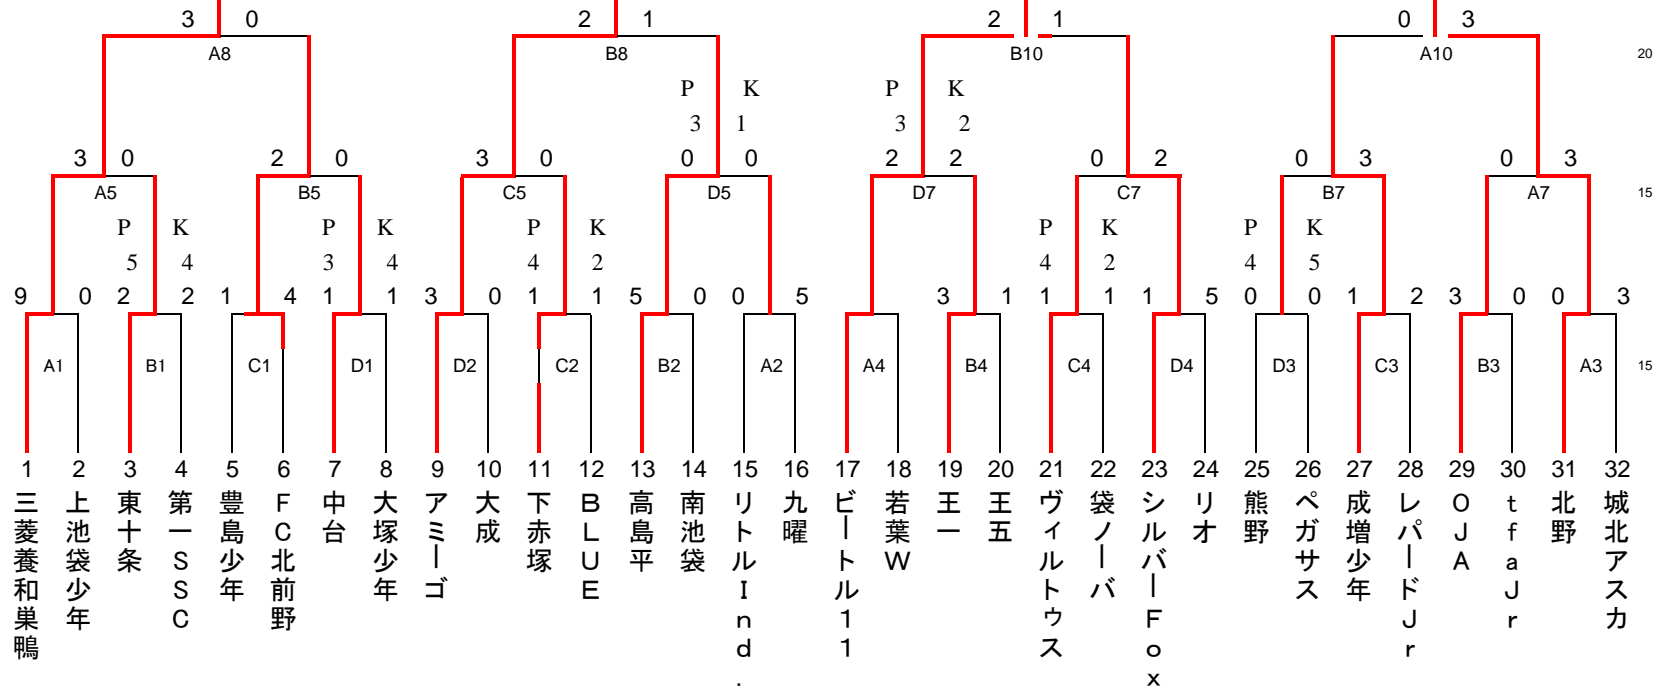 3 0 2 1 2 1 0 3
A8 B8 B10 A10 20
P K P K
3 1 3 2
3 0 2 0 3 0 0 0 2 2 0 2 0 3 0 3
A5 B5 C5 D5 D7 C7 B7 A7 15
P K P K P K P K P K
5 4 3 4 4 2 4 2 4 5
9 0 2 2 1 4 1 1 3 0 1 1 5 0 0 5 3 1 1 1 1 5 0 0 1 2 3 0 0 3
A1 B1 C1 D1 D2 C2 B2 A2 A4 B4 C4 D4 D3 C3 B3 A3 15
1 2 3 4 5 6 7 8 9 10 11 12 13 14 15 16 17 18 19 20 21 22 23 24 25 26 27 28 29 30 31 32
三菱養和巣鴨
上池袋少年
東十条
第一SSC
豊島少年
FC北前野
中台
大塚少年
アミーゴ
大成
下赤塚
BLUE
高島平
南池袋
リトルInd.
九曜
ビートル11
若葉W
王一
王五
ヴィルトゥス
袋ノーバ
シルバーFox
リオ
熊野
ペガサス
成増少年
レパードJr
OJA
tfaJr
北野
城北アスカ